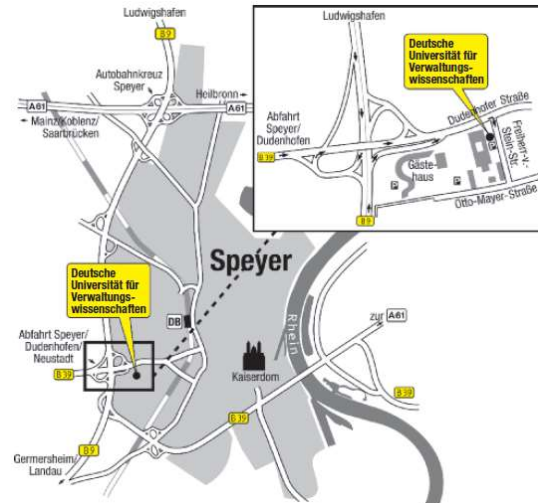 Ludwigshafen
B9
Autobahnkreuz
Speyer
Heilbronn
A61
A61
Mainz/Koblenz/
Saarbrücken
Speyer
Deutsche
Universität für
Verwaltungs-
wissenschaften
DB
Abfahrt Speyer/
Dudenhofen/
Neustadt
B39
Kaiserdom
Rhein
zur A61
B39
B39
B9
Germersheim/
Landau
Ludwigshafen
Deutsche
Universität für
Verwaltungs-
wissenschaften
Abfahrt
Speyer/
Dudenhofen
B39
Dudenhofer Straße
Freiherr-v.-
Stein-Str.
Gäste-
haus
Otto-Mayer-Straße
B9